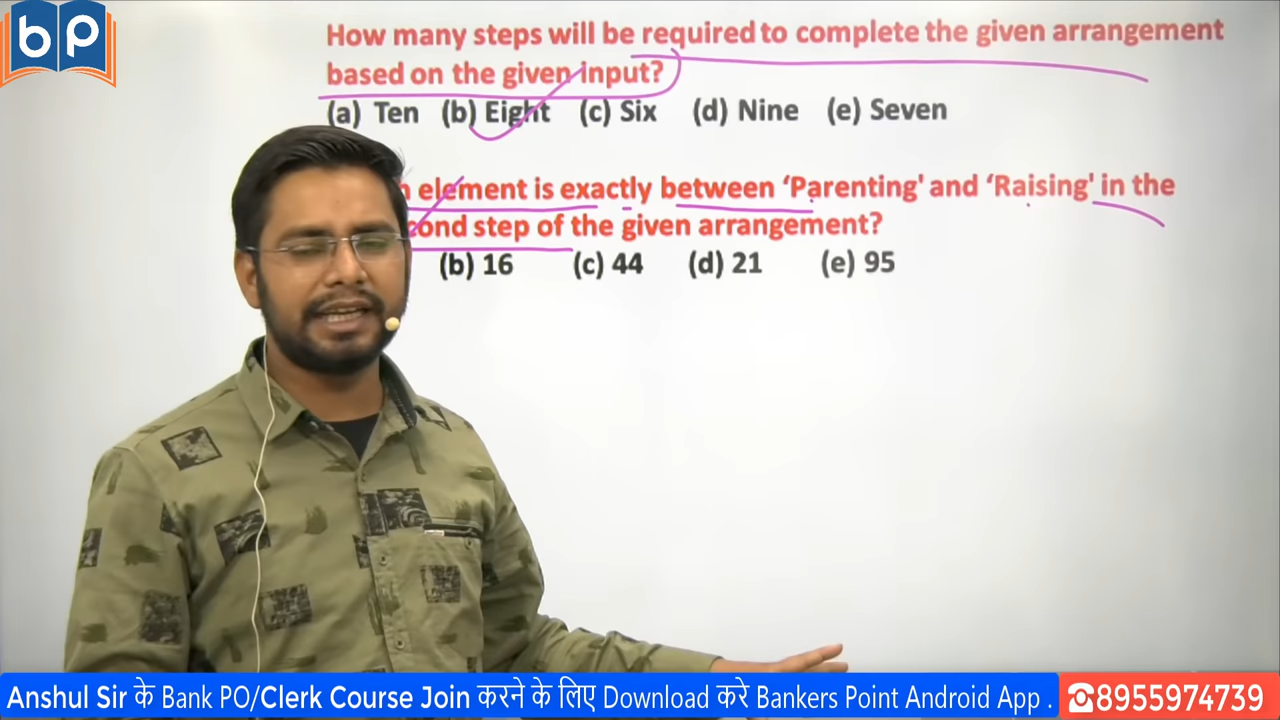 bp
How many steps will be required to complete the given arrangement
based on the given input?
(a) Ten (b) Eight (c) Six (d) Nine (e) Seven
element is exactly between ‘Parenting' and ‘Raising' in the
step of the given arrangement?
(b) 16 (c) 44 (d) 21 (e) 95
Anshul Sir के Bank PO/Clerk Course Join करने के लिए Download करे Bankers Point Android App .
☎8955974739